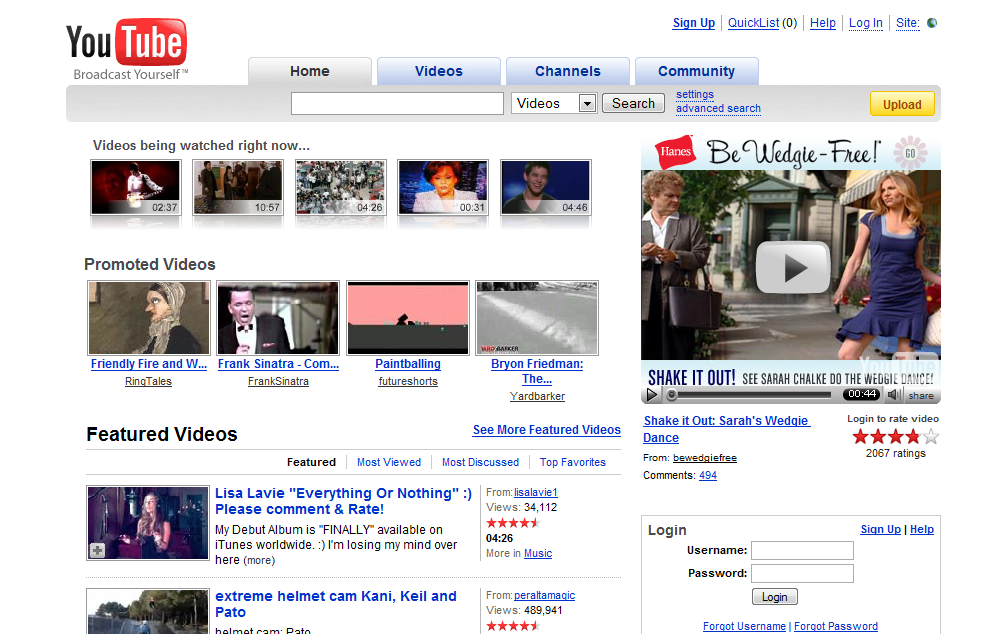 Sign Up QuickList (0) Help Log In Site:
YouTube
Broadcast Yourself™
Home Videos Channels Community
Videos Search settings
advanced search
Upload
Videos being watched right now...
02:37 10:57 04:26 00:31 04:46
Promoted Videos
YARDBARKER
Friendly Fire and W...
RingTales
Frank Sinatra - Com...
FrankSinatra
Paintballing
futureshorts
Bryon Friedman:
The...
Yardbarker
Featured Videos
See More Featured Videos
Featured Most Viewed Most Discussed Top Favorites
Lisa Lavie "Everything Or Nothing" :)
Please comment & Rate!
My Debut Album is "FINALLY" available on
iTunes worldwide. :) I'm losing my mind over
here (more)
From:lisalavie1
Views: 34,112
04:26
More in Music
extreme helmet cam Kani, Keil and
Pato
helmet cam: Pato
From:peraltamagic
Views: 489,941
Hanes Be Wedgie-Free! GO
YouTube
SHAKE IT OUT! SEE SARAH CHALKE DO THE WEDGIE DANCE!
00:44 share
Shake it Out: Sarah's Wedgie
Dance
From: bewedgiefree
Comments: 494
Login to rate video
2067 ratings
Login Sign Up | Help
Username:
Password:
Login
Forgot Username | Forgot Password